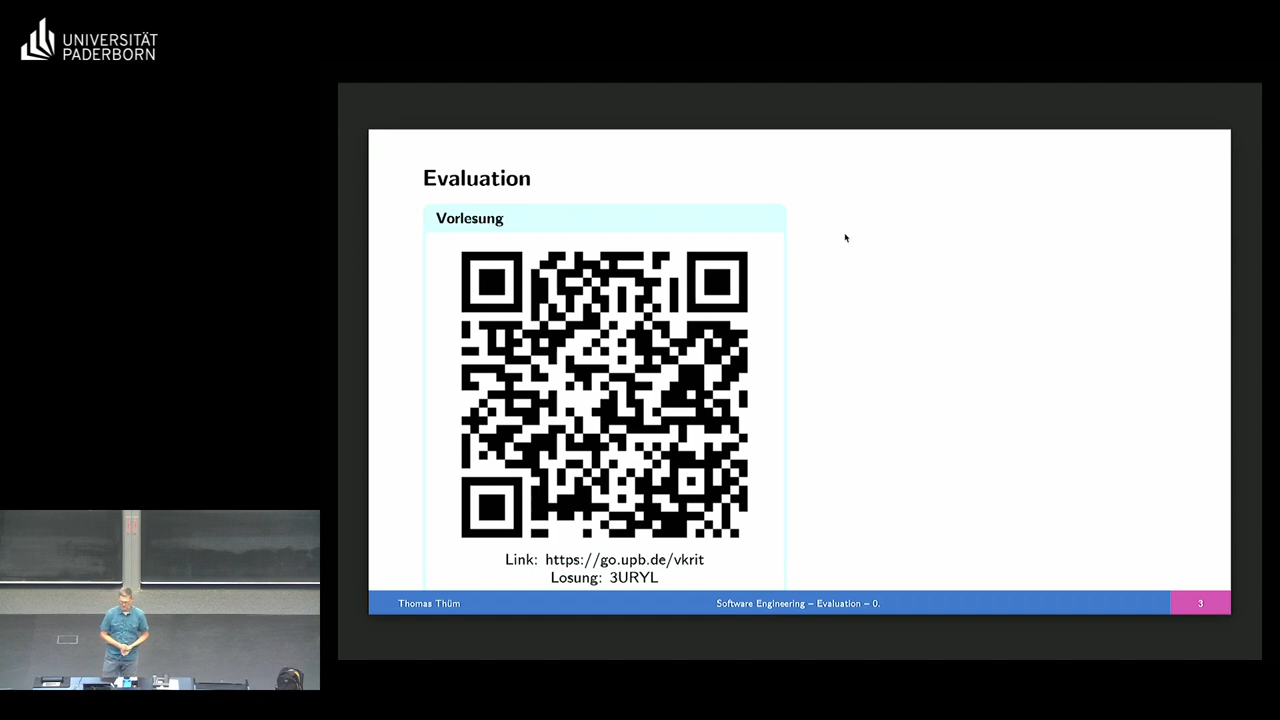 UNIVERSITÄT
PADERBORN
Evaluation
Vorlesung
Link: https://go.upb.de/vkrit
Losung: 3URYL
Thomas Thüm
Software Engineering – Evaluation – 0.
3